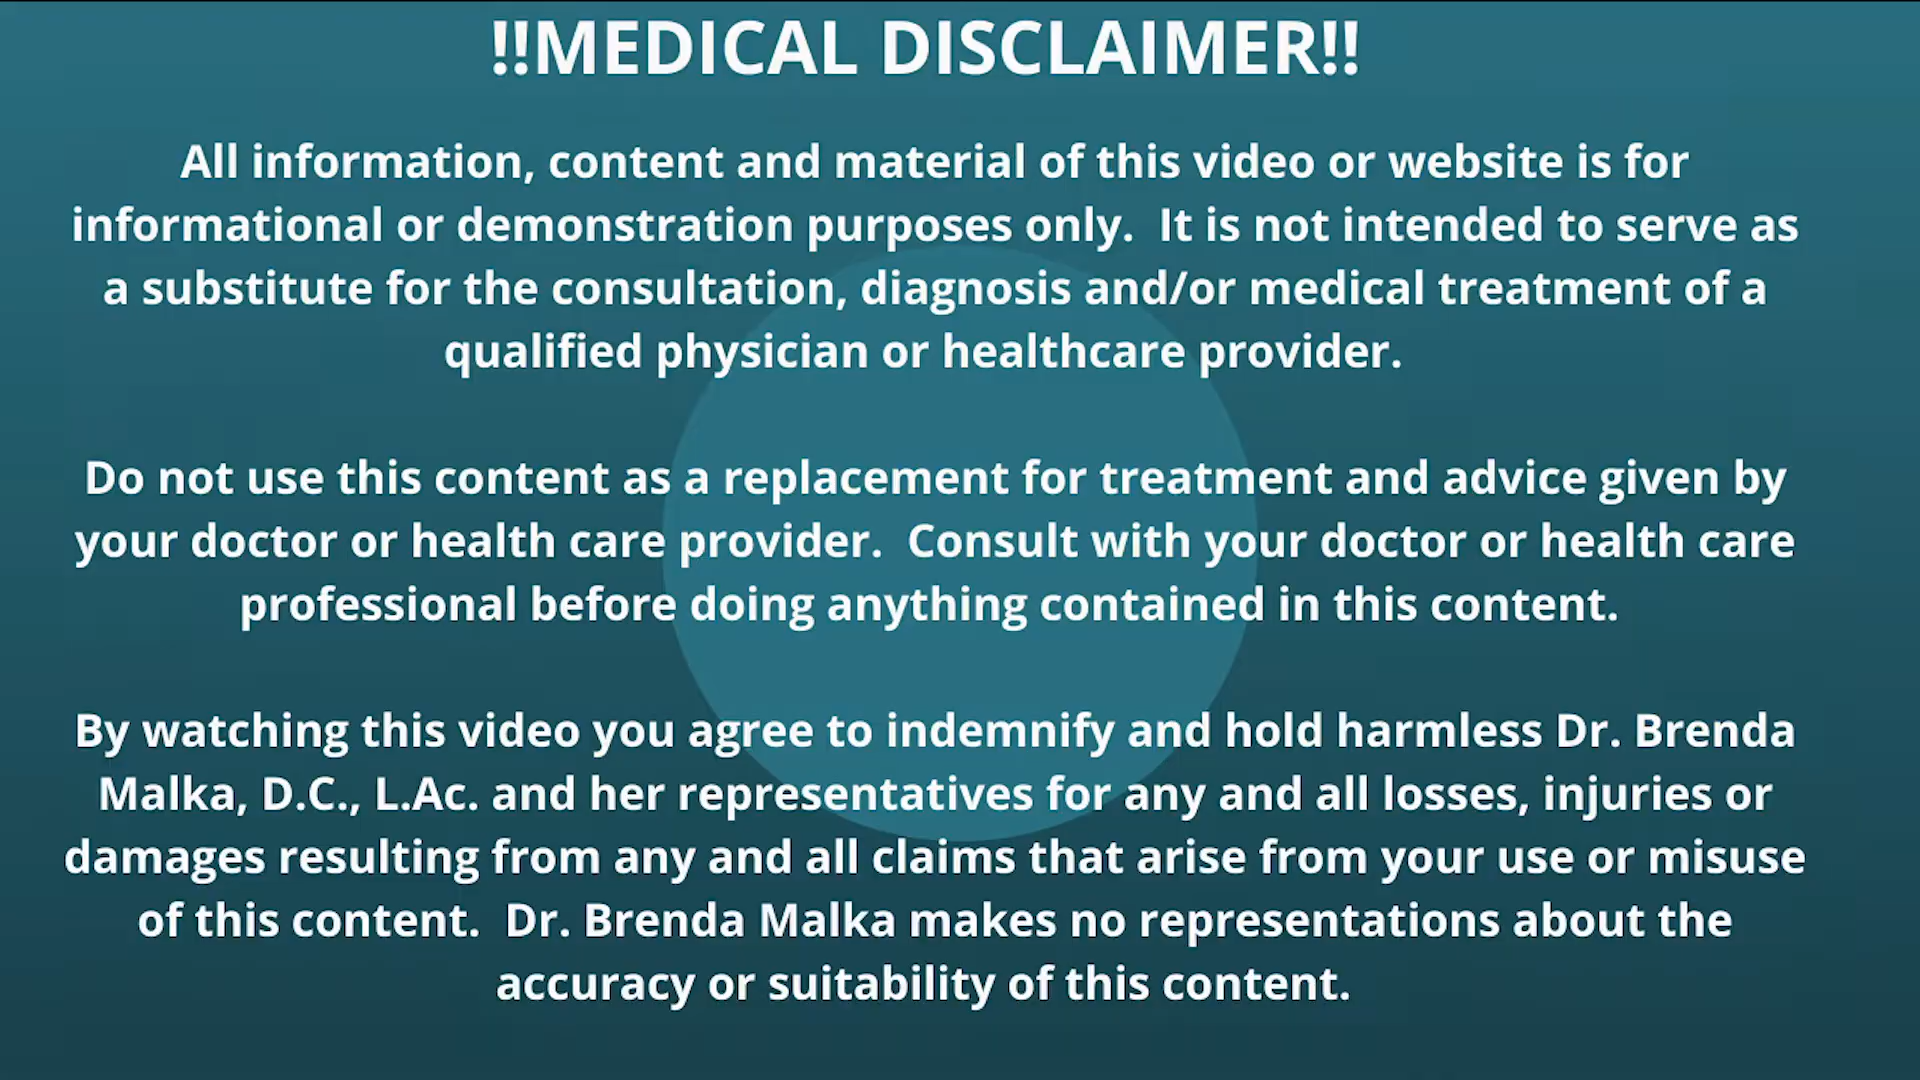 !!MEDICAL DISCLAIMER!!
All information, content and material of this video or website is for
informational or demonstration purposes only.  It is not intended to serve as
a substitute for the consultation, diagnosis and/or medical treatment of a
qualified physician or healthcare provider.
Do not use this content as a replacement for treatment and advice given by
your doctor or health care provider.  Consult with your doctor or health care
professional before doing anything contained in this content.
By watching this video you agree to indemnify and hold harmless Dr. Brenda
Malka, D.C., L.Ac. and her representatives for any and all losses, injuries or
damages resulting from any and all claims that arise from your use or misuse
of this content.  Dr. Brenda Malka makes no representations about the
accuracy or suitability of this content.